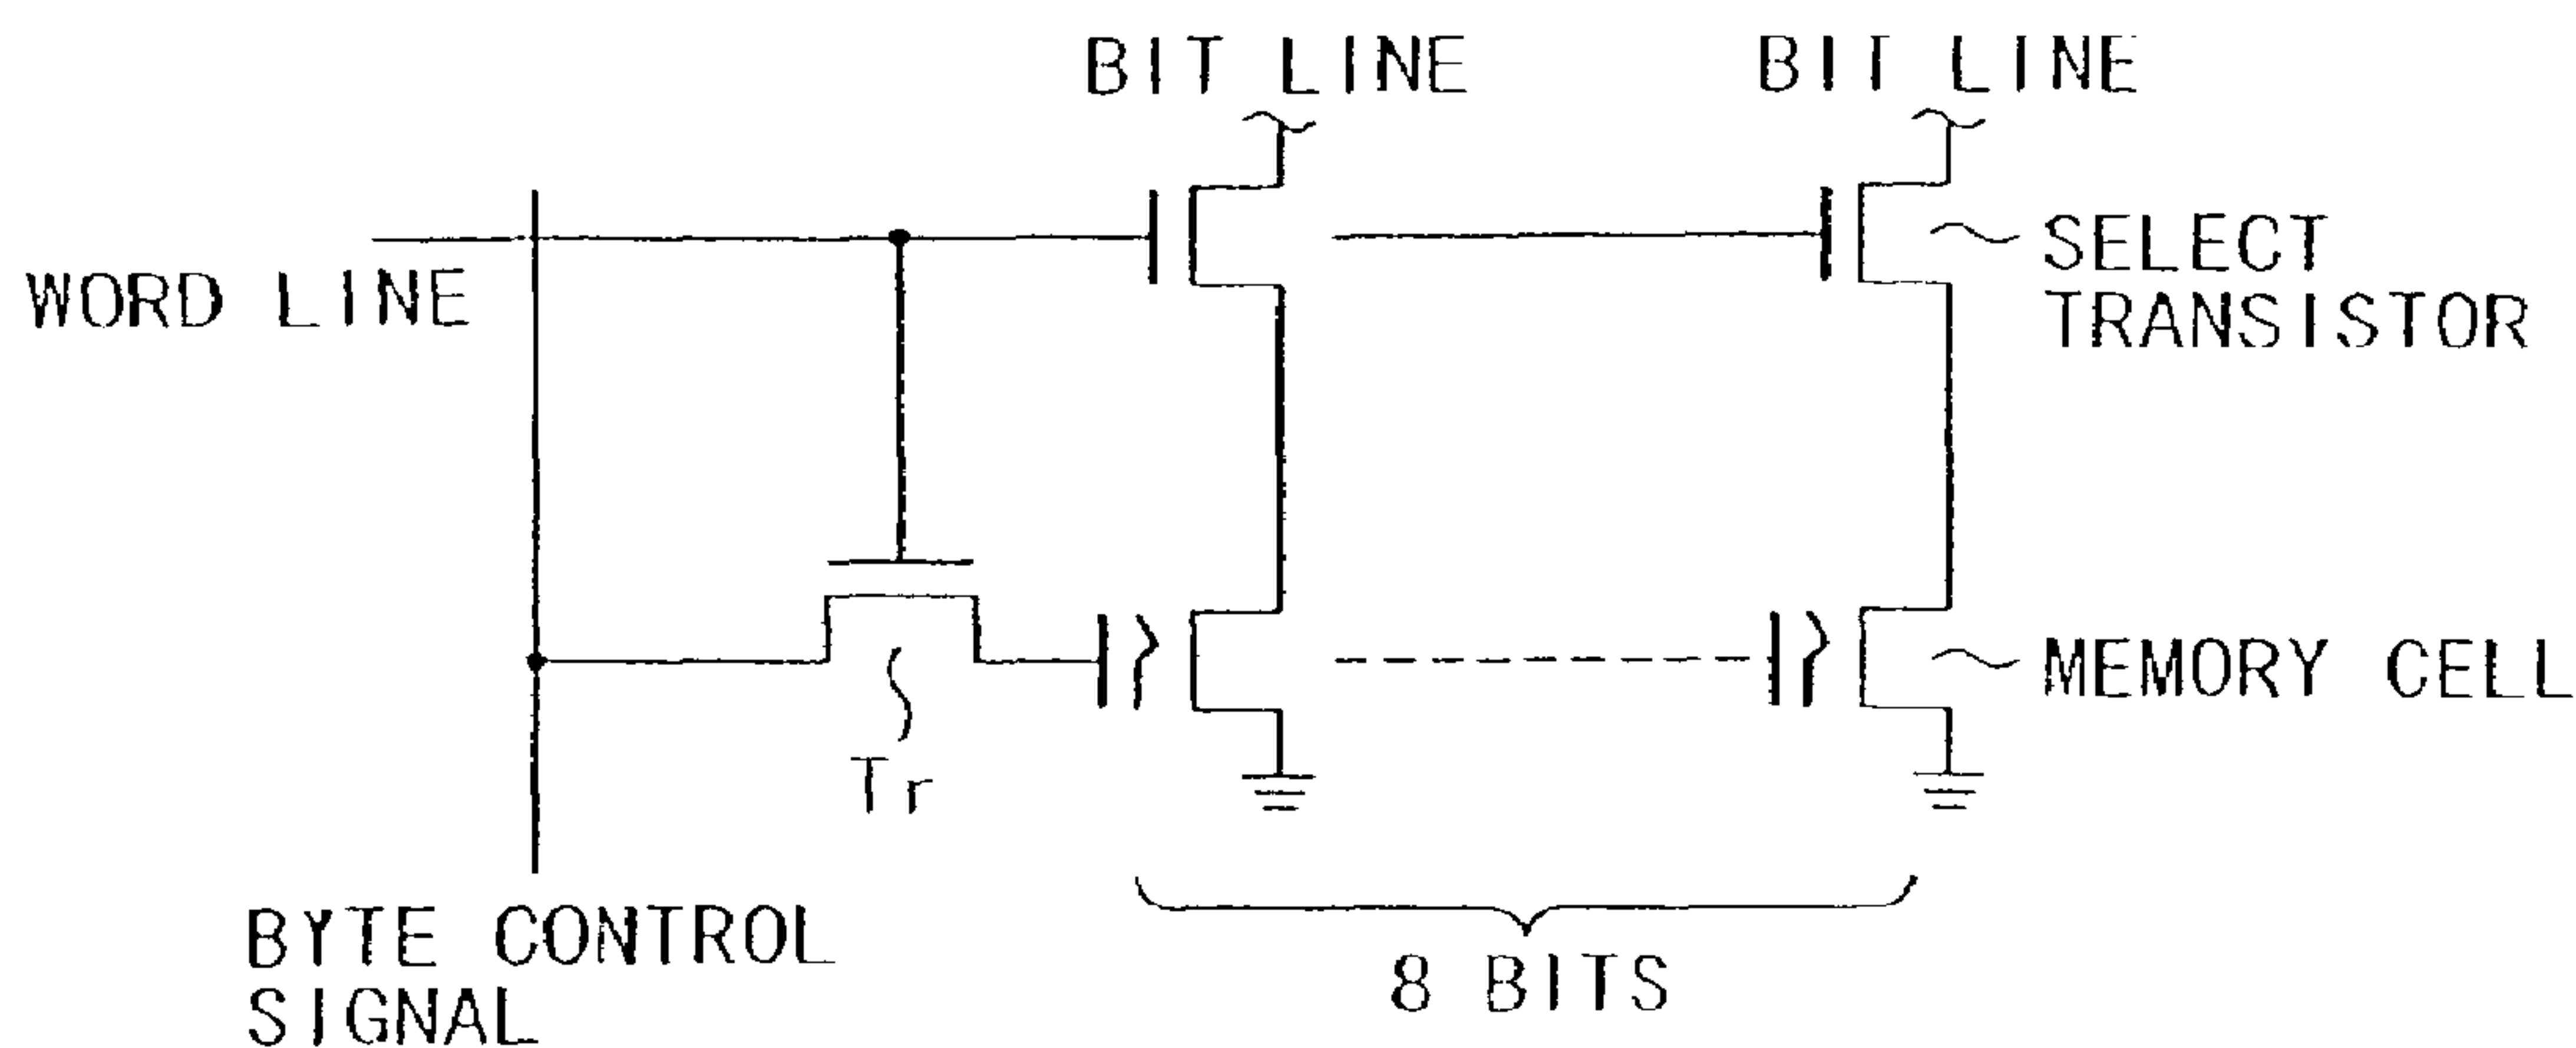 BIT LINE
BIT LINE
WORD LINE
SELECT
TRANSISTOR
MEMORY CELL
Tr
BYTE CONTROL
SIGNAL
8 BITS